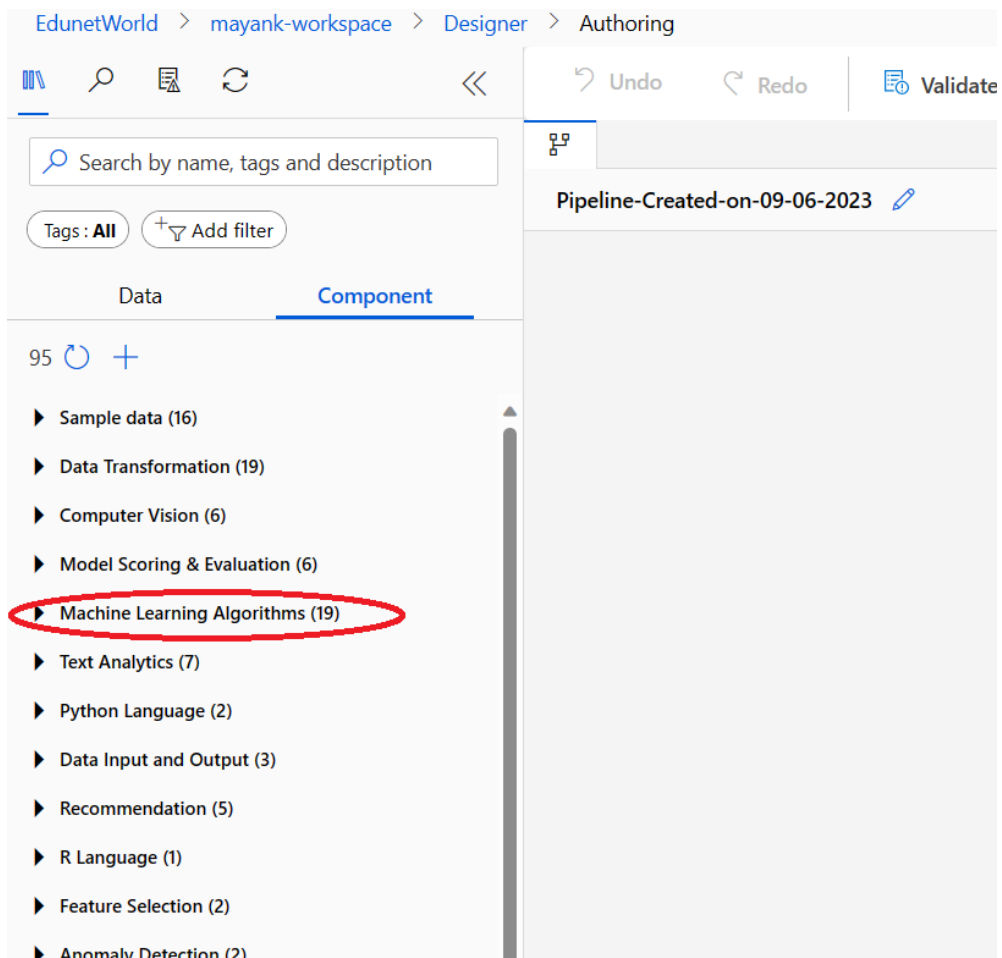 EdunetWorld > mayank-workspace > Designer > Authoring
Undo Redo Validate
Search by name, tags and description
Pipeline-Created-on-09-06-2023
Tags : All Add filter
Data Component
95
Sample data (16)
Data Transformation (19)
Computer Vision (6)
Model Scoring & Evaluation (6)
Machine Learning Algorithms (19)
Text Analytics (7)
Python Language (2)
Data Input and Output (3)
Recommendation (5)
R Language (1)
Feature Selection (2)
Anomaly Detection (2)